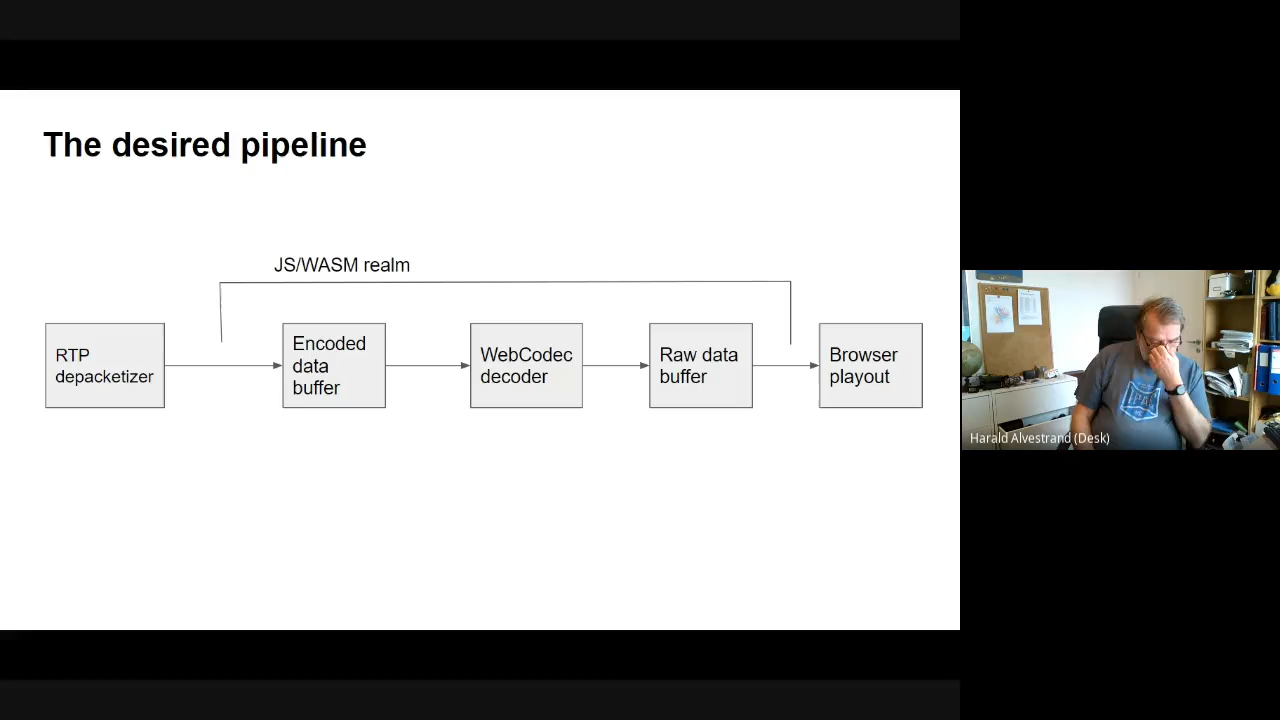 The desired pipeline
JS/WASM realm
RTP
depacketizer
Encoded
data
buffer
WebCodec
decoder
Raw data
buffer
Browser
playout
Harald Alvestrand (Desk)